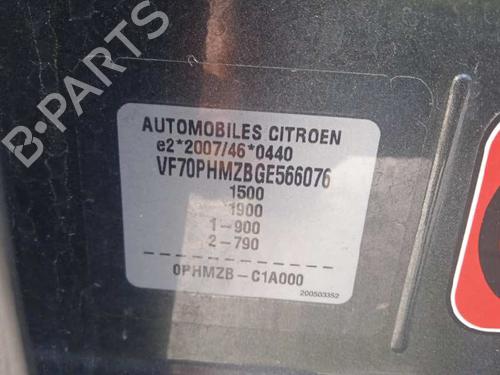 B-PARTS
AUTOMOBILES CITROEN
e2*2007/46*0440
VF70PHMZBGE566076
1500
1900
1-900
2-790
0PHMZB-C1A000
200503352